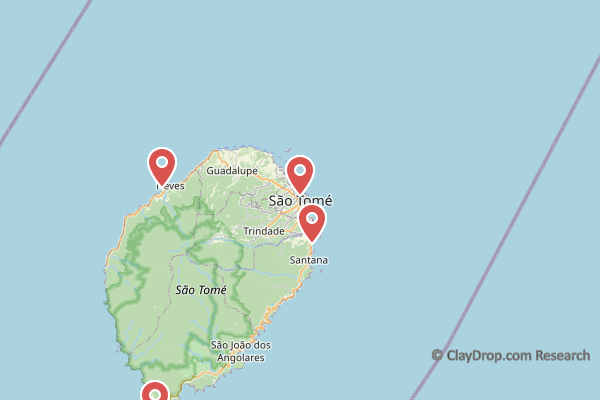 Guadalupe
Neves
São Tomé
Trindade
Santana
São Tomé
São João dos
Angolares
© ClayDrop.com Research